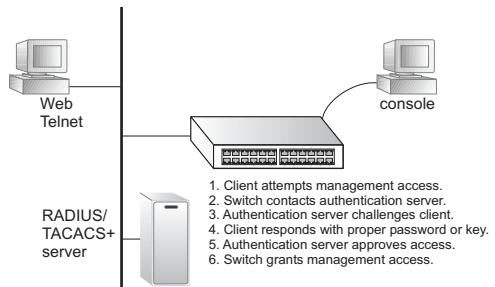 Web
Telnet
console
RADIUS/
TACACS+
server
1. Client attempts management access.
2. Switch contacts authentication server.
3. Authentication server challenges client.
4. Client responds with proper password or key.
5. Authentication server approves access.
6. Switch grants management access.